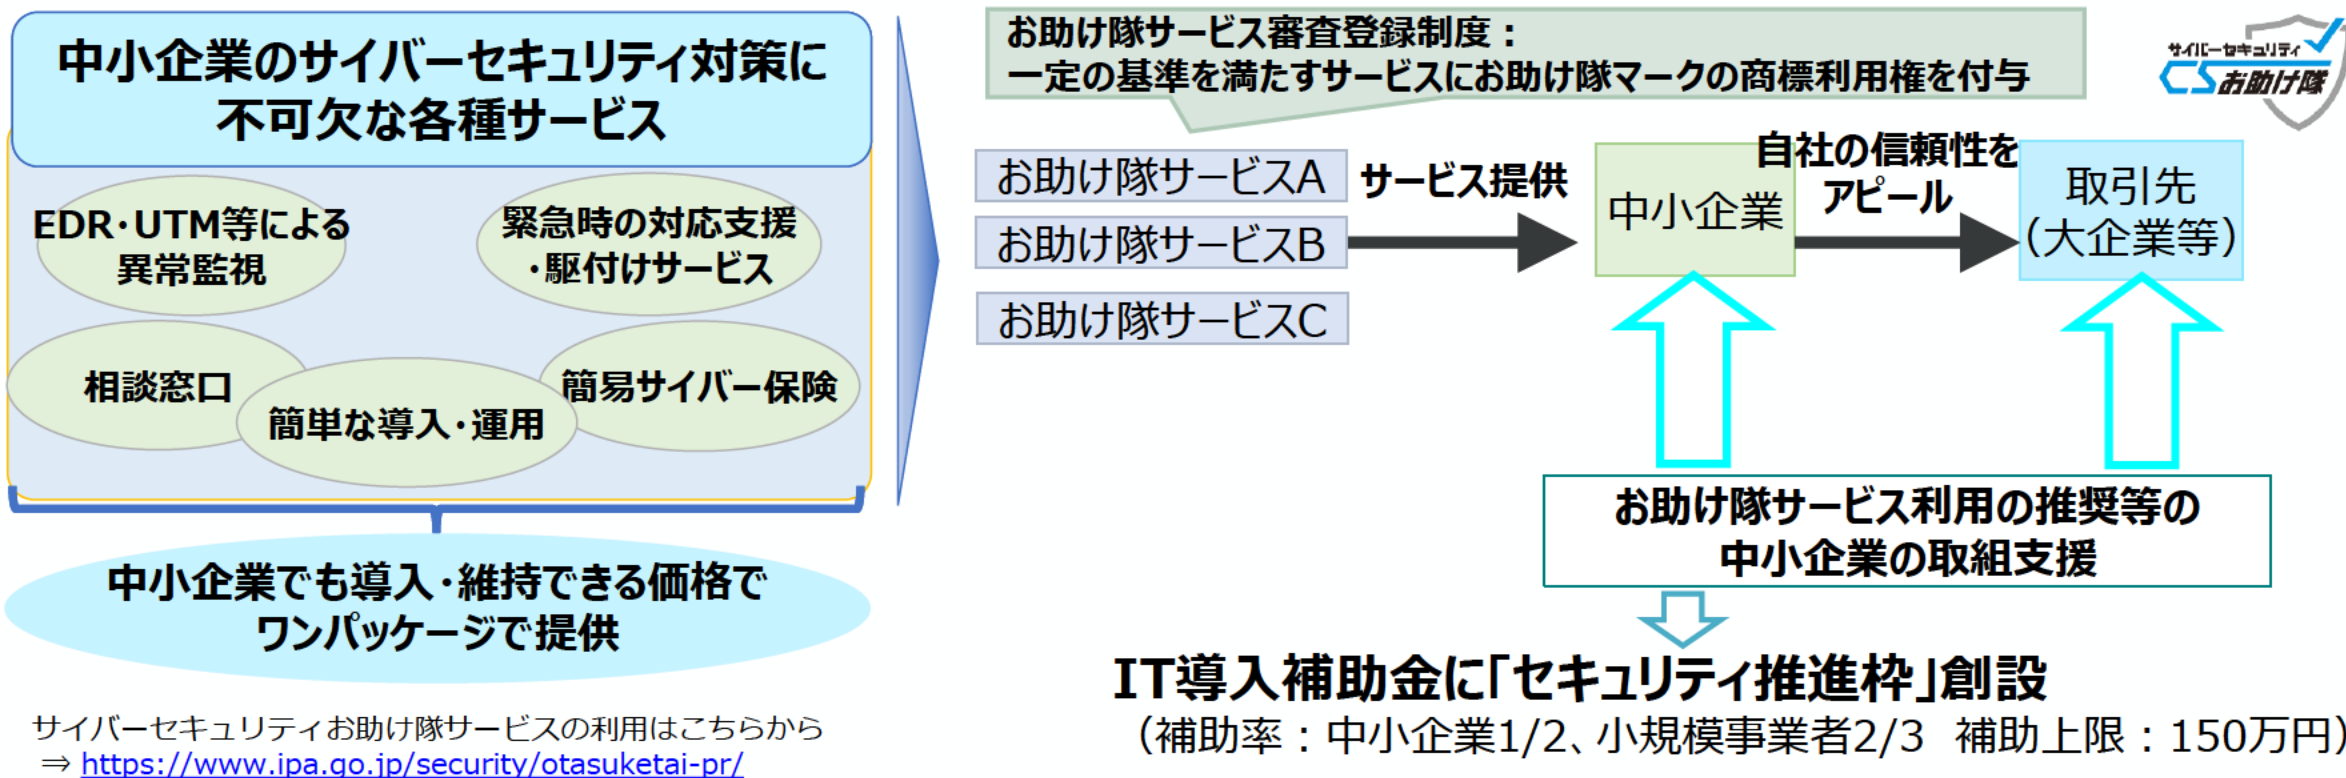 中小企業のサイバーセキュリティ対策に
不可欠な各種サービス
EDR・UTM等による
異常監視
緊急時の対応支援
・駆付けサービス
相談窓口
簡単な導入・運用
簡易サイバー保険
中小企業でも導入・維持できる価格で
ワンパッケージで提供
サイバーセキュリティお助け隊サービスの利用はこちらから
⇒ https://www.ipa.go.jp/security/otasuketai-pr/
お助け隊サービス審査登録制度：
一定の基準を満たすサービスにお助け隊マークの商標利用権を付与
サイバーセキュリティ
CSお助け隊
お助け隊サービスA
お助け隊サービスB
お助け隊サービスC
サービス提供
中小企業
自社の信頼性を
アピール
取引先
（大企業等）
お助け隊サービス利用の推奨等の
中小企業の取組支援
IT導入補助金に「セキュリティ推進枠」創設
（補助率：中小企業1/2、小規模事業者2/3 補助上限：150万円）